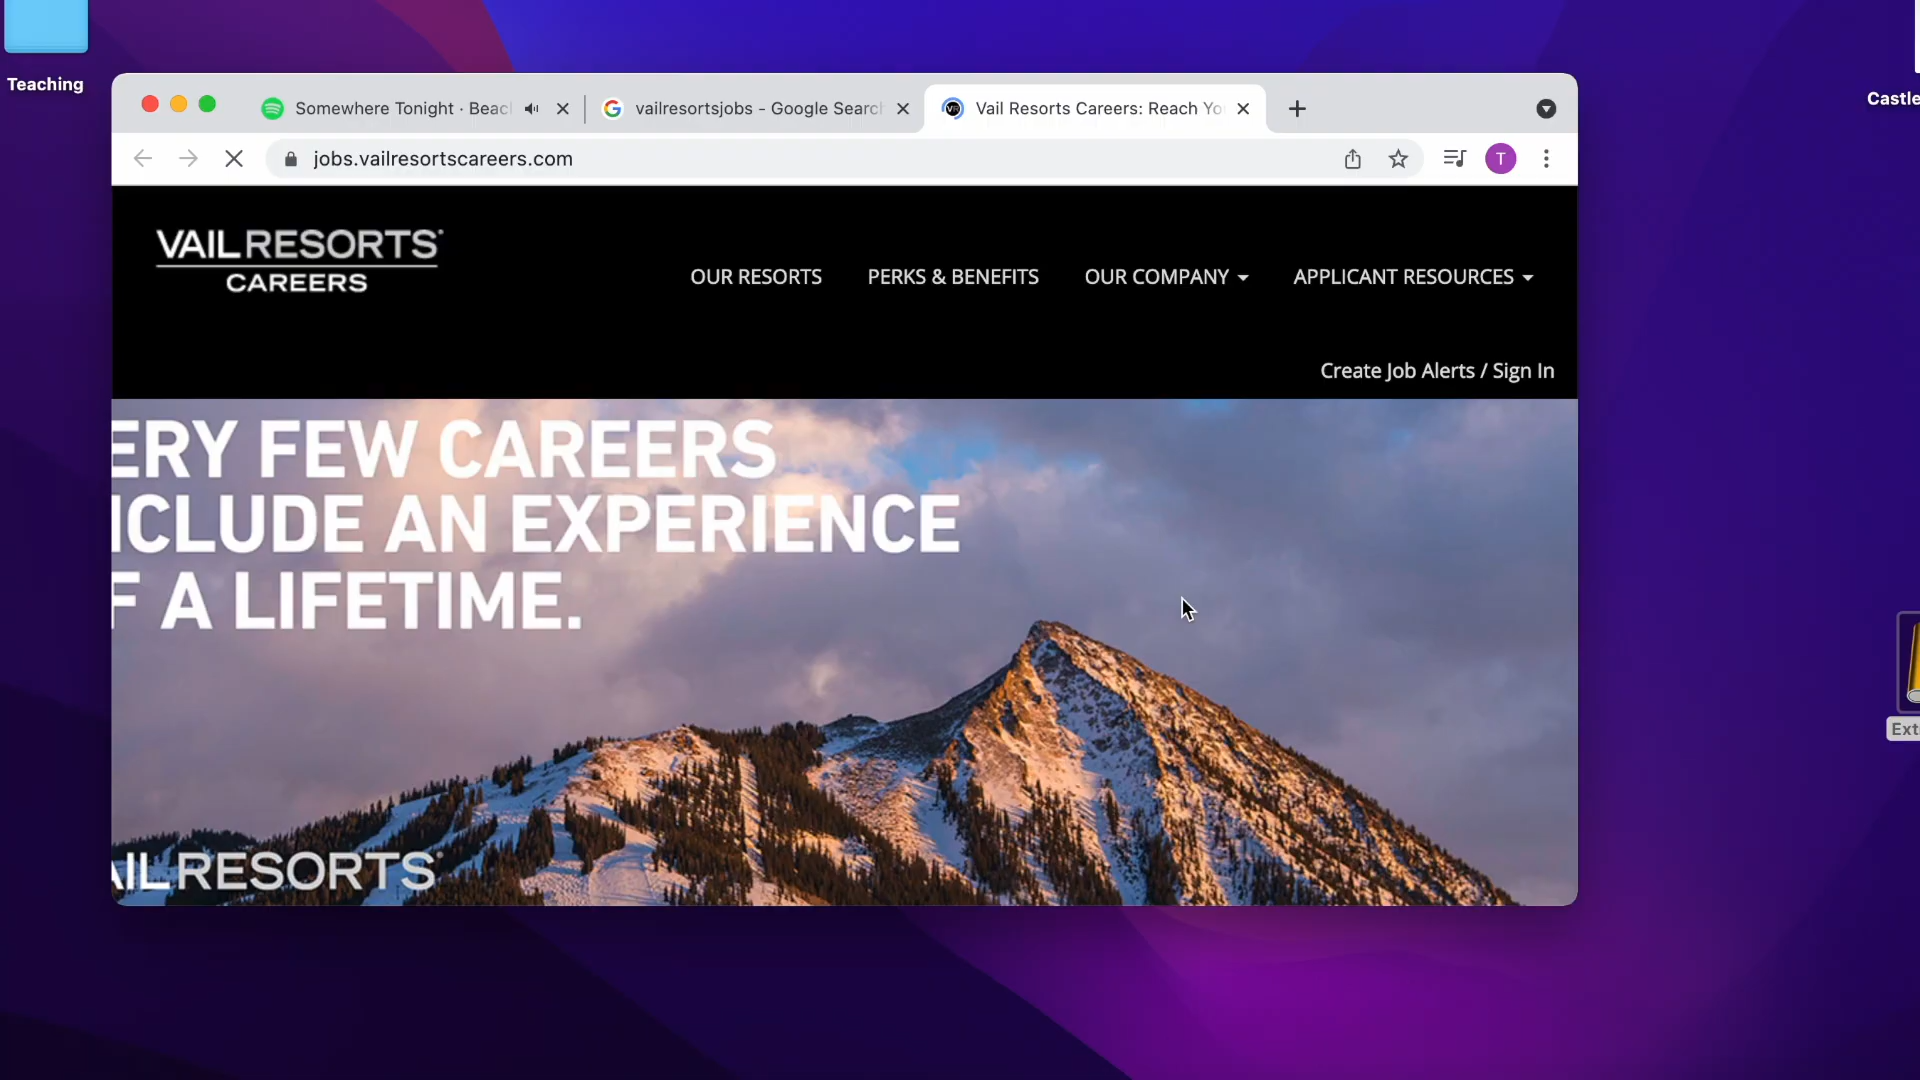 Teaching
Castle
Somewhere Tonight · Beac
vailresortsjobs - Google Searc
Vail Resorts Careers: Reach Yo
jobs.vailresortscareers.com
T
VAILRESORTS
CAREERS
OUR RESORTS
PERKS & BENEFITS
OUR COMPANY
APPLICANT RESOURCES
Create Job Alerts / Sign In
ERY FEW CAREERS
NCLUDE AN EXPERIENCE
F A LIFETIME.
AILRESORTS
Ext